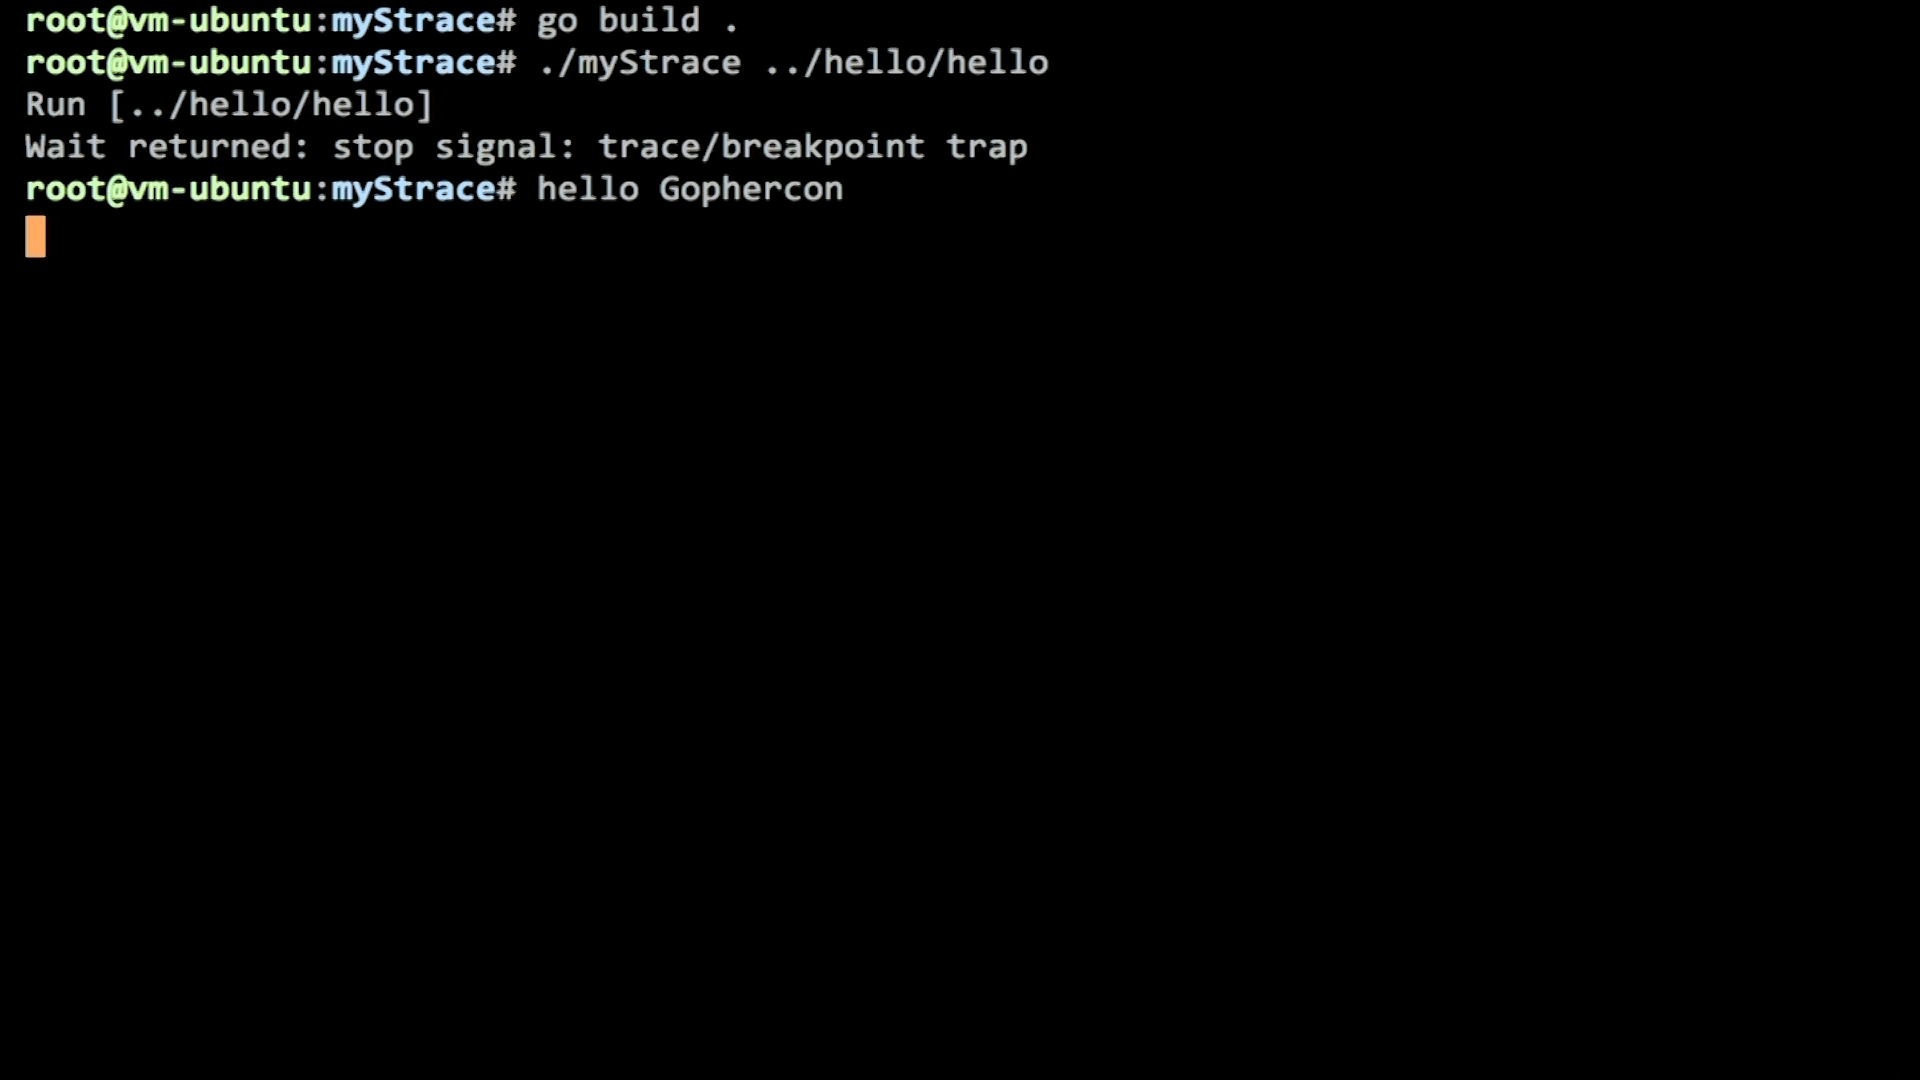 root@vm-ubuntu:myStrace# go build .
root@vm-ubuntu:myStrace# ./myStrace ../hello/hello
Run [../hello/hello]
Wait returned: stop signal: trace/breakpoint trap
root@vm-ubuntu:myStrace# hello Gophercon